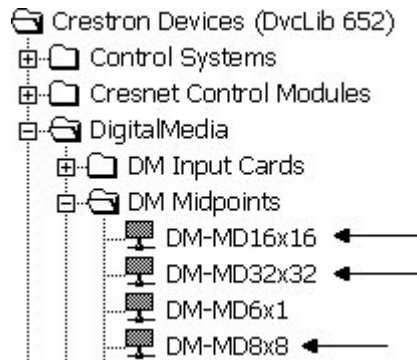 Crestron Devices (DvcLib 652)
Control Systems
Cresnet Control Modules
DigitalMedia
DM Input Cards
DM Midpoints
DM-MD16x16
DM-MD32x32
DM-MD6x1
DM-MD8x8